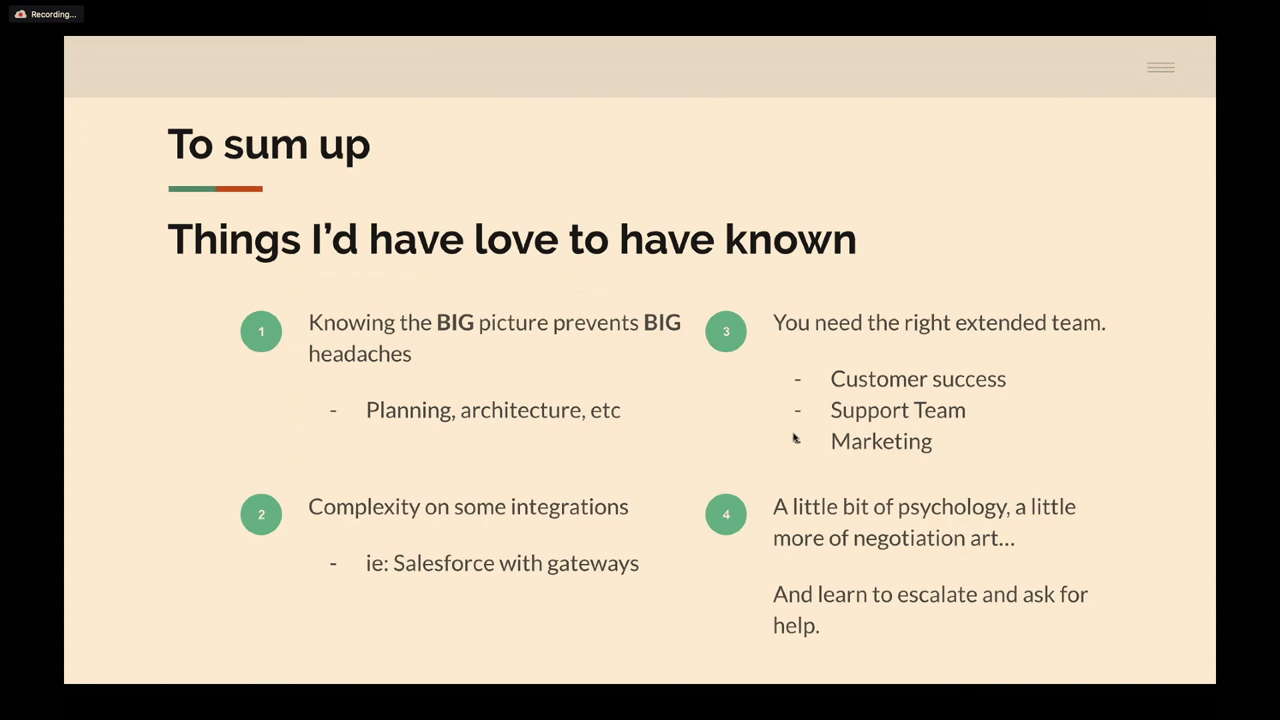 Recording...
To sum up
Things I'd have love to have known
1
Knowing the BIG picture prevents BIG
headaches
- Planning, architecture, etc
2
Complexity on some integrations
- ie: Salesforce with gateways
3
You need the right extended team.
- Customer success
- Support Team
- Marketing
4
A little bit of psychology, a little
more of negotiation art...
And learn to escalate and ask for
help.